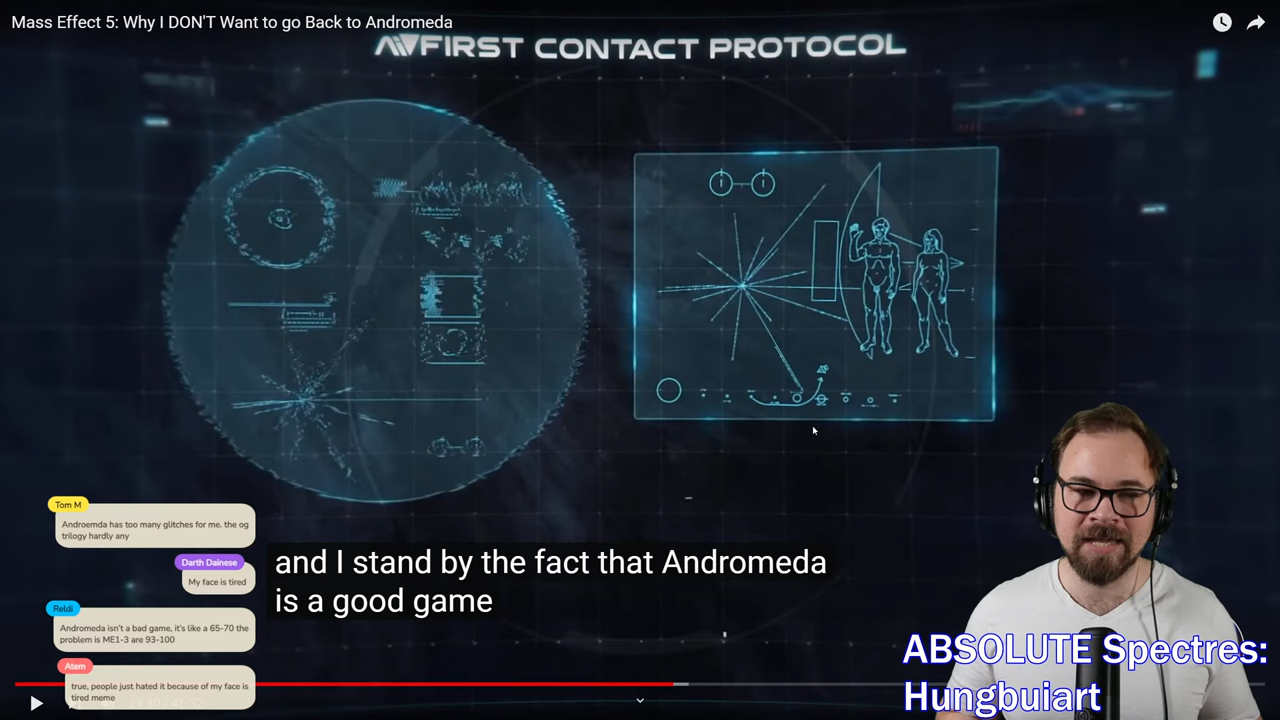 Mass Effect 5: Why I DON'T Want to go Back to Andromeda
FIRST CONTACT PROTOCOL
Tom M
Androemda has too many glitches for me. the og
trilogy hardly any
Darth Dainese
My face is tired
Reldi
Andromeda isn't a bad game, it's like a 65-70 the
problem is ME1-3 are 93-100
Atem
true, people just hated it because of my face is
tired meme
and I stand by the fact that Andromeda
is a good game
ABSOLUTE Spectres:
Hungbuiart